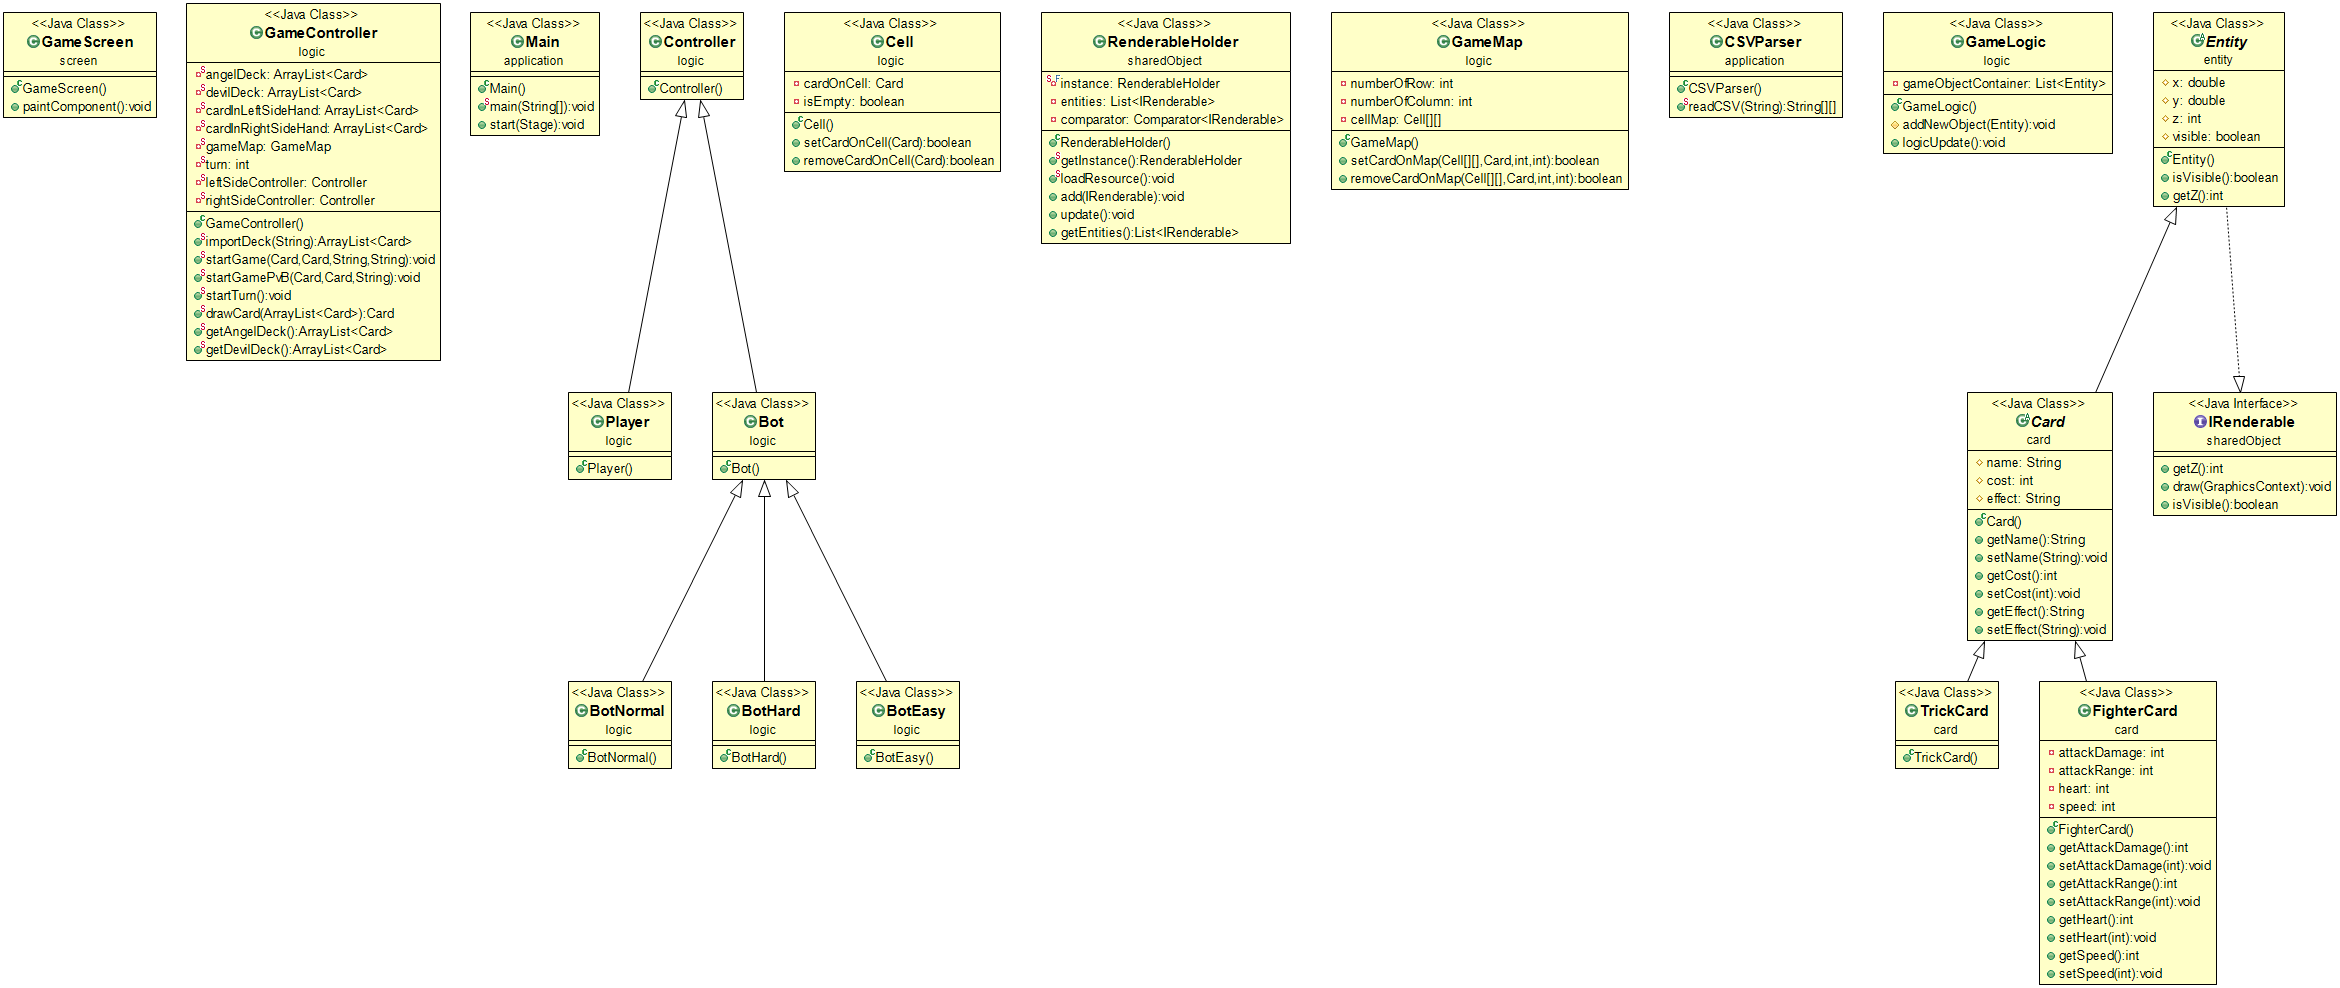 <<Java Class>>
GameScreen
screen
GameScreen()
paintComponent():void
<<Java Class>>
GameController
logic
angelDeck: ArrayList<Card>
devilDeck: ArrayList<Card>
cardInLeftSideHand: ArrayList<Card>
cardInRightSideHand: ArrayList<Card>
gameMap: GameMap
turn: int
leftSideController: Controller
rightSideController: Controller
GameController()
importDeck(String):ArrayList<Card>
startGame(Card,Card,String,String):void
startGamePvB(Card,Card,String):void
startTurn():void
drawCard(ArrayList<Card>):Card
getAngelDeck():ArrayList<Card>
getDevilDeck():ArrayList<Card>
<<Java Class>>
Main
application
Main()
main(String[]):void
start(Stage):void
<<Java Class>>
Controller
logic
Controller()
<<Java Class>>
Cell
logic
cardOnCell: Card
isEmpty: boolean
Cell()
setCardOnCell(Card):boolean
removeCardOnCell(Card):boolean
<<Java Class>>
RenderableHolder
sharedObject
instance: RenderableHolder
entities: List<IRenderable>
comparator: Comparator<IRenderable>
RenderableHolder()
getInstance():RenderableHolder
loadResource():void
add(IRenderable):void
update():void
getEntities():List<IRenderable>
<<Java Class>>
GameMap
logic
numberOfRow: int
numberOfColumn: int
cellMap: Cell[][]
GameMap()
setCardOnMap(Cell[][],Card,int,int):boolean
removeCardOnMap(Cell[][],Card,int,int):boolean
<<Java Class>>
CSVParser
application
CSVParser()
readCSV(String):String[][]
<<Java Class>>
GameLogic
logic
gameObjectContainer: List<Entity>
GameLogic()
addNewObject(Entity):void
logicUpdate():void
<<Java Class>>
Entity
entity
x: double
y: double
z: int
visible: boolean
Entity()
isVisible():boolean
getZ():int
<<Java Class>>
Player
logic
Player()
<<Java Class>>
Bot
logic
Bot()
<<Java Class>>
Card
card
name: String
cost: int
effect: String
Card()
getName():String
setName(String):void
getCost():int
setCost(int):void
getEffect():String
setEffect(String):void
<<Java Interface>>
IRenderable
sharedObject
getZ():int
draw(GraphicsContext):void
isVisible():boolean
<<Java Class>>
BotNormal
logic
BotNormal()
<<Java Class>>
BotHard
logic
BotHard()
<<Java Class>>
BotEasy
logic
BotEasy()
<<Java Class>>
TrickCard
card
TrickCard()
<<Java Class>>
FighterCard
card
attackDamage: int
attackRange: int
heart: int
speed: int
FighterCard()
getAttackDamage():int
setAttackDamage(int):void
getAttackRange():int
setAttackRange(int):void
getHeart():int
setHeart(int):void
getSpeed():int
setSpeed(int):void